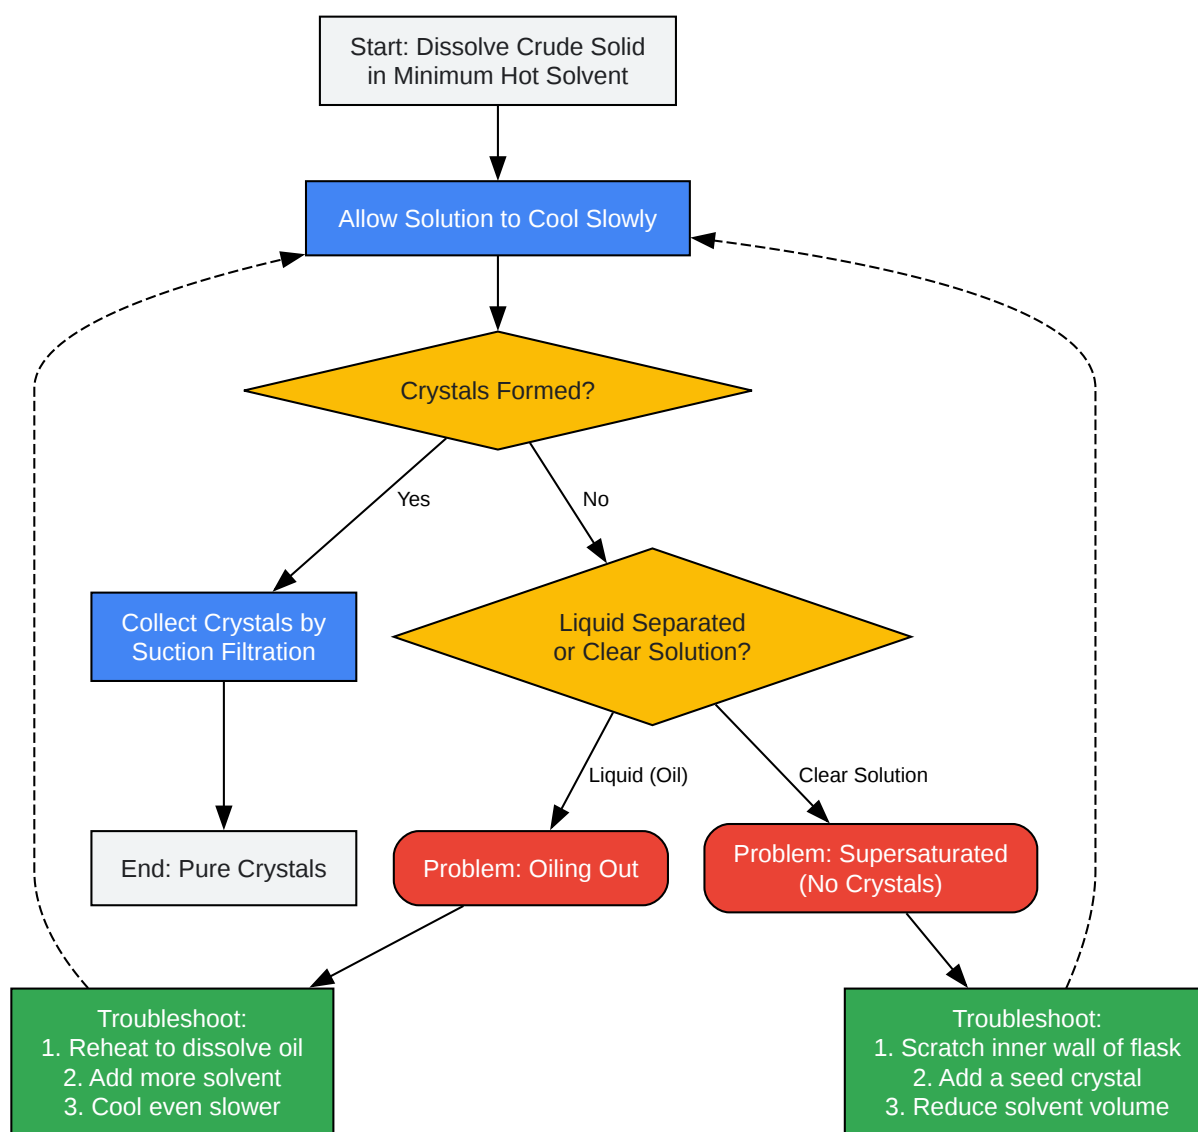 Start: Dissolve Crude Solid
in Minimum Hot Solvent
Allow Solution to Cool Slowly
Crystals Formed?
Yes
No
Collect Crystals by
Suction Filtration
Liquid Separated
or Clear Solution?
Liquid (Oil)
Clear Solution
End: Pure Crystals
Problem: Oiling Out
Problem: Supersaturated
(No Crystals)
Troubleshoot:
1. Reheat to dissolve oil
2. Add more solvent
3. Cool even slower
Troubleshoot:
1. Scratch inner wall of flask
2. Add a seed crystal
3. Reduce solvent volume